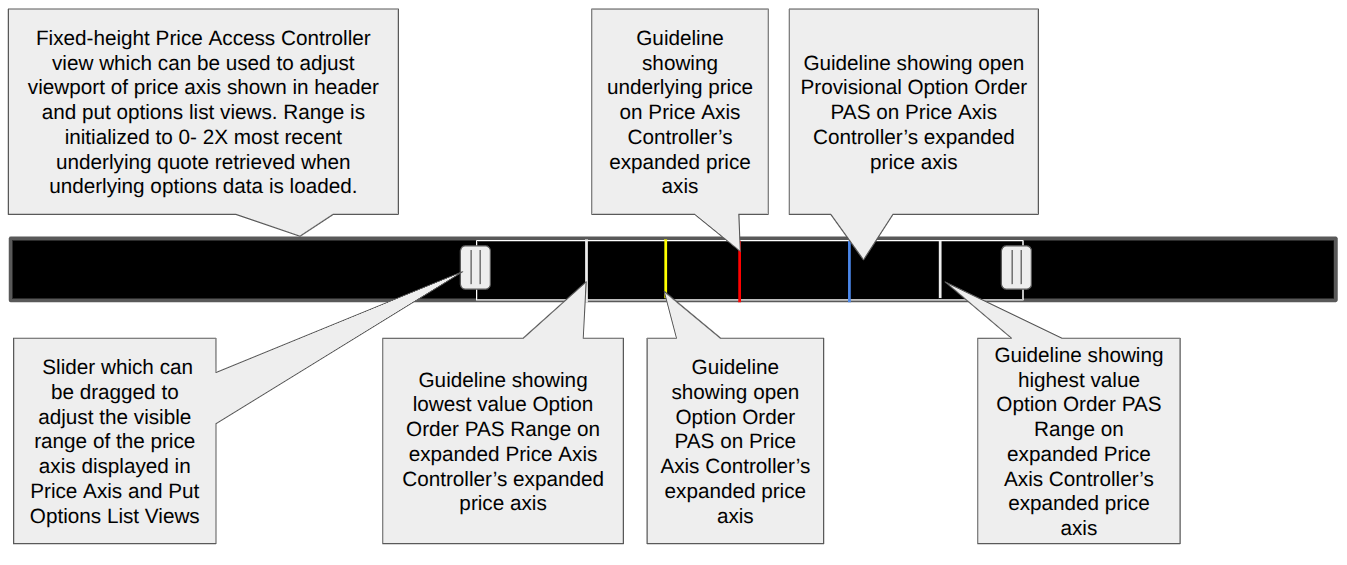 Fixed-height Price Access Controller
view which can be used to adjust
viewport of price axis shown in header
and put options list views. Range is
initialized to 0- 2X most recent
underlying quote retrieved when
underlying options data is loaded.
Guideline
showing
underlying price
on Price Axis
Controller’s
expanded price
axis
Guideline showing open
Provisional Option Order
PAS on Price Axis
Controller’s expanded
price axis
Slider which can
be dragged to
adjust the visible
range of the price
axis displayed in
Price Axis and Put
Options List Views
Guideline showing
lowest value Option
Order PAS Range on
expanded Price Axis
Controller’s expanded
price axis
Guideline
showing open
Option Order
PAS on Price
Axis Controller’s
expanded price
axis
Guideline showing
highest value
Option Order PAS
Range on
expanded Price
Axis Controller’s
expanded price
axis